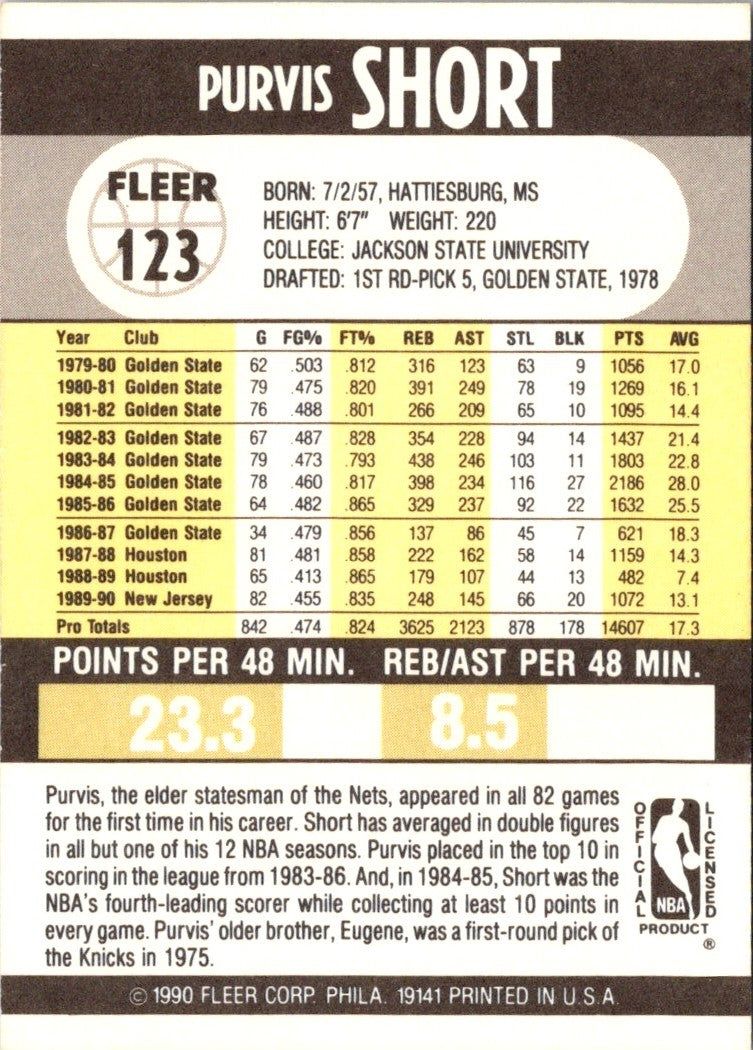 PURVIS SHORT
FLEER
123
BORN: 7/2/57, HATTIESBURG, MS
HEIGHT: 6'7" WEIGHT: 220
COLLEGE: JACKSON STATE UNIVERSITY
DRAFTED: 1ST RD-PICK 5, GOLDEN STATE, 1978
Year Club G FG% FT% REB AST STL BLK PTS AVG
1979-80 Golden State 62 .503 .812 316 123 63 9 1056 17.0
1980-81 Golden State 79 .475 .820 391 249 78 19 1269 16.1
1981-82 Golden State 76 .488 .801 266 209 65 10 1095 14.4
1982-83 Golden State 67 .487 .828 354 228 94 14 1437 21.4
1983-84 Golden State 79 .473 .793 438 246 103 11 1803 22.8
1984-85 Golden State 78 .460 .817 398 234 116 27 2186 28.0
1985-86 Golden State 64 .482 .865 329 237 92 22 1632 25.5
1986-87 Golden State 34 .479 .856 137 86 45 7 621 18.3
1987-88 Houston 81 .481 .858 222 162 58 14 1159 14.3
1988-89 Houston 65 .413 .865 179 107 44 13 482 7.4
1989-90 New Jersey 82 .455 .835 248 145 66 20 1072 13.1
Pro Totals 842 .474 .824 3625 2123 878 178 14607 17.3
POINTS PER 48 MIN. REB/AST PER 48 MIN.
23.3 8.5
Purvis, the elder statesman of the Nets, appeared in all 82 games
for the first time in his career. Short has averaged in double figures
in all but one of his 12 NBA seasons. Purvis placed in the top 10 in
scoring in the league from 1983-86. And, in 1984-85, Short was the
NBA's fourth-leading scorer while collecting at least 10 points in
every game. Purvis' older brother, Eugene, was a first-round pick of
the Knicks in 1975.
OFFICIAL
LICENSED
NBA
PRODUCT
®
© 1990 FLEER CORP. PHILA. 19141 PRINTED IN U.S.A.